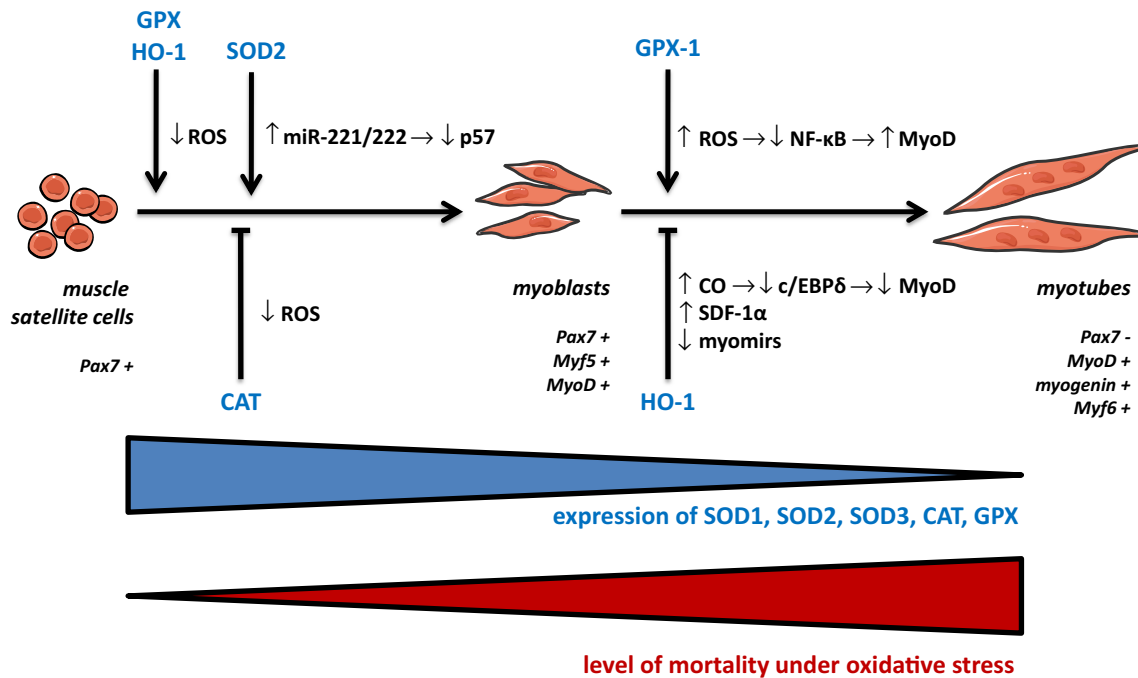 GPX
HO-1
SOD2
GPX-1
↓ ROS
↑ miR-221/222 → ↓ p57
↑ ROS → ↓ NF-κB → ↑ MyoD
muscle
satellite cells
Pax7 +
↓ ROS
CAT
myoblasts
Pax7 +
Myf5 +
MyoD +
↑ CO → ↓ c/EBPδ → ↓ MyoD
↑ SDF-1α
↓ myomirs
HO-1
myotubes
Pax7 -
MyoD +
myogenin +
Myf6 +
expression of SOD1, SOD2, SOD3, CAT, GPX
level of mortality under oxidative stress